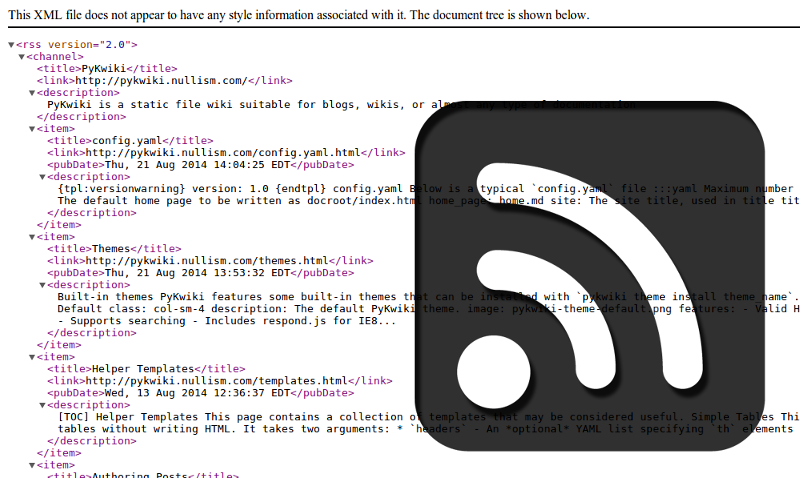 This XML file does not appear to have any style information associated with it. The document tree is shown below.
▼<rss version="2.0">
▼<channel>
<title>PyKwiki</title>
<link>http://pykwiki.nullism.com/</link>
▼<description>
PyKwiki is a static file wiki suitable for blogs, wikis, or almost any type of documentation
</description>
▼<item>
<title>config.yaml</title>
<link>http://pykwiki.nullism.com/config.yaml.html</link>
<pubDate>Thu, 21 Aug 2014 14:04:25 EDT</pubDate>
▼<description>
{tpl:versionwarning} version: 1.0 {endtpl} config.yaml Below is a typical `config.yaml` file :::yaml Maximum number
The default home page to be written as docroot/index.html home_page: home.md site: The site title, used in title tit
</description>
</item>
▼<item>
<title>Themes</title>
<link>http://pykwiki.nullism.com/themes.html</link>
<pubDate>Thu, 21 Aug 2014 13:53:32 EDT</pubDate>
▼<description>
Built-in themes PyKwiki features some built-in themes that can be installed with `pykwiki theme install theme_name`.
Default class: col-sm-4 description: The default PyKwiki theme. image: pykwiki-theme-default.png features: - Valid H
- Supports searching - Includes respond.js for IE8...
</description>
</item>
▼<item>
<title>Helper Templates</title>
<link>http://pykwiki.nullism.com/templates.html</link>
<pubDate>Wed, 13 Aug 2014 12:36:37 EDT</pubDate>
▼<description>
[TOC] Helper Templates This page contains a collection of templates that may be considered useful. Simple Tables Thi
tables without writing HTML. It takes two arguments: * `headers` - An *optional* YAML list specifying `th` elements
</description>
</item>
▼<item>
<title>Authoring Posts</title>